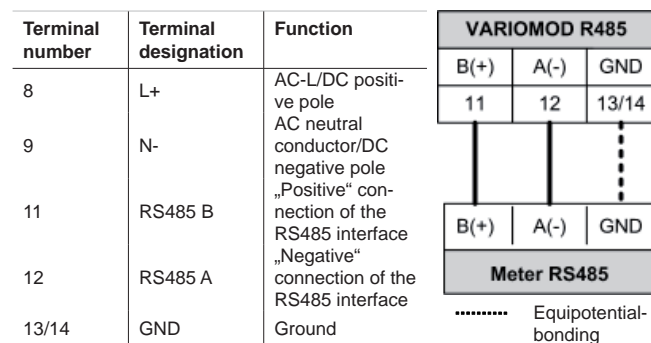 Terminal number
Terminal designation
Function
8
L+
AC-L/DC positi-
ve pole
9
N-
AC neutral
conductor/DC
negative pole
11
RS485 B
„Positive“ con-
nection of the
RS485 interface
12
RS485 A
„Negative“
connection of the
RS485 interface
13/14
GND
Ground
VARIOMOD R485
B(+) A(-) GND
11 12 13/14
B(+) A(-) GND
Meter RS485
Equipotential-
bonding